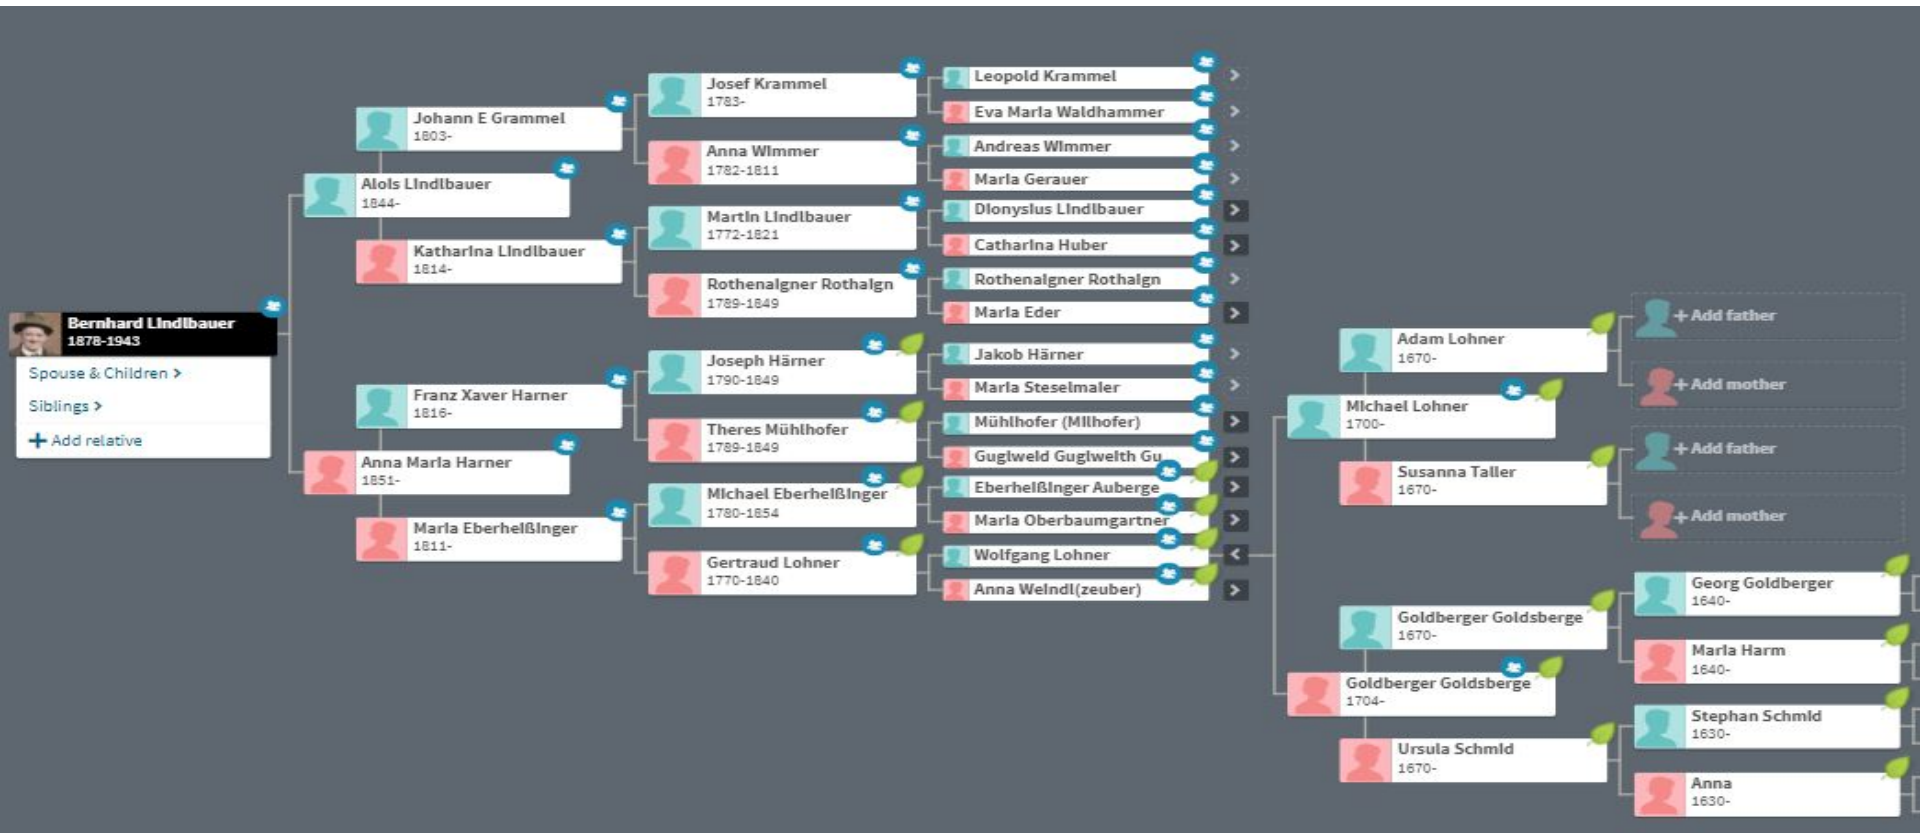 Bernhard Lindlbauer
1878-1943
Spouse & Children >
Siblings >
+ Add relative
Alois Lindlbauer
1844-
Anna Maria Harner
1851-
Johann E Grammel
1803-
Katharina Lindlbauer
1814-
Franz Xaver Harner
1816-
Maria Eberheißinger
1811-
Josef Krammel
1783-
Anna Wimmer
1782-1811
Martin Lindlbauer
1772-1821
Rothenaigner Rothaign
1789-1849
Joseph Härner
1790-1849
Theres Mühlhofer
1789-1849
Michael Eberheißinger
1780-1854
Gertraud Lohner
1770-1840
Leopold Krammel
Eva Maria Waldhammer
Andreas Wimmer
Maria Gerauer
Dionysius Lindlbauer
Catharina Huber
Rothenaigner Rothaign
Maria Eder
Jakob Härner
Maria Steselmaier
Mühlhofer (Milhofer)
Guglweid Guglweith Gu
Eberheißinger Auberge
Maria Oberbaumgartner
Wolfgang Lohner
Anna Weindl(zeuber)
Michael Lohner
1700-
Goldberger Goldsberge
1704-
Adam Lohner
1670-
Susanna Taller
1670-
Goldberger Goldsberge
1670-
Ursula Schmid
1670-
+ Add father
+ Add mother
+ Add father
+ Add mother
Georg Goldberger
1640-
Maria Harm
1640-
Stephan Schmid
1630-
Anna
1630-